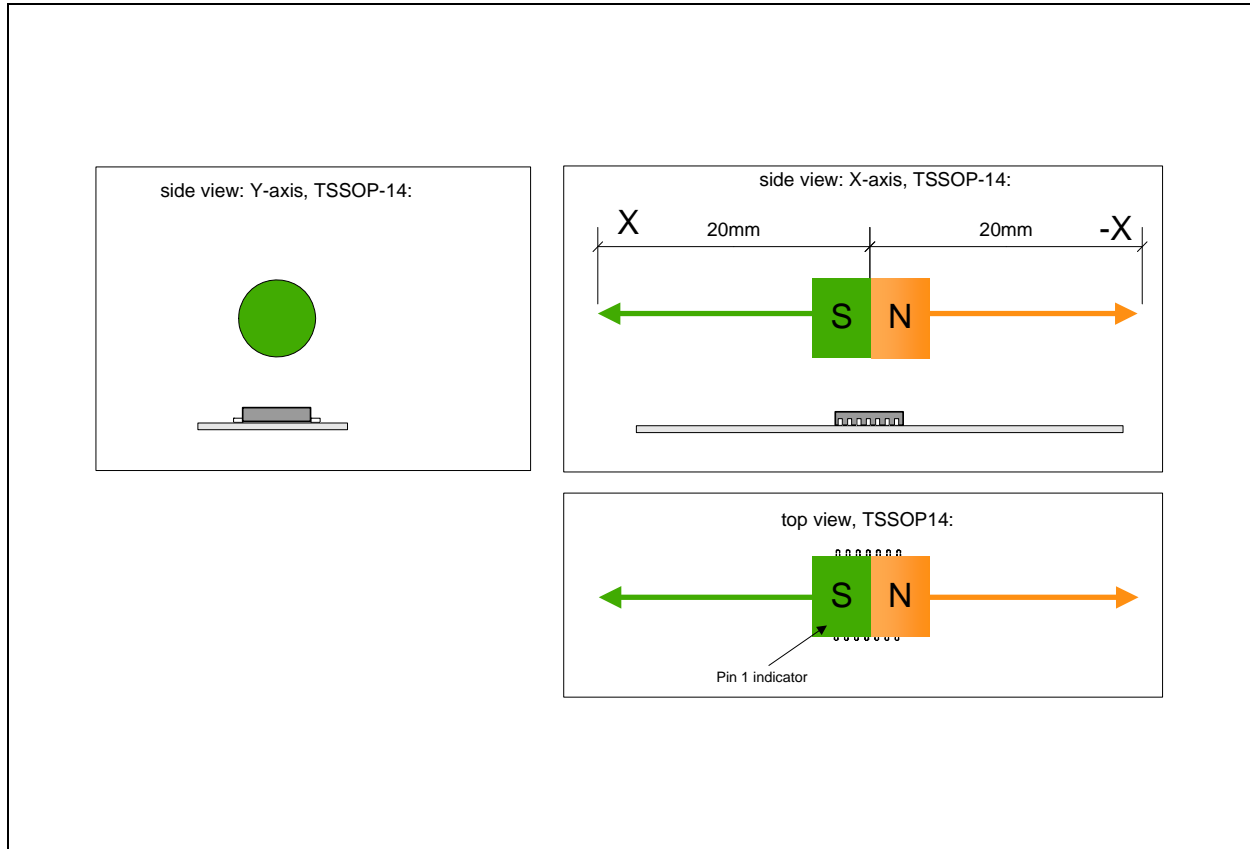 side view: Y-axis, TSSOP-14:
side view: X-axis, TSSOP-14:
X
20mm
20mm
-X
S
N
top view, TSSOP14:
S
N
Pin 1 indicator